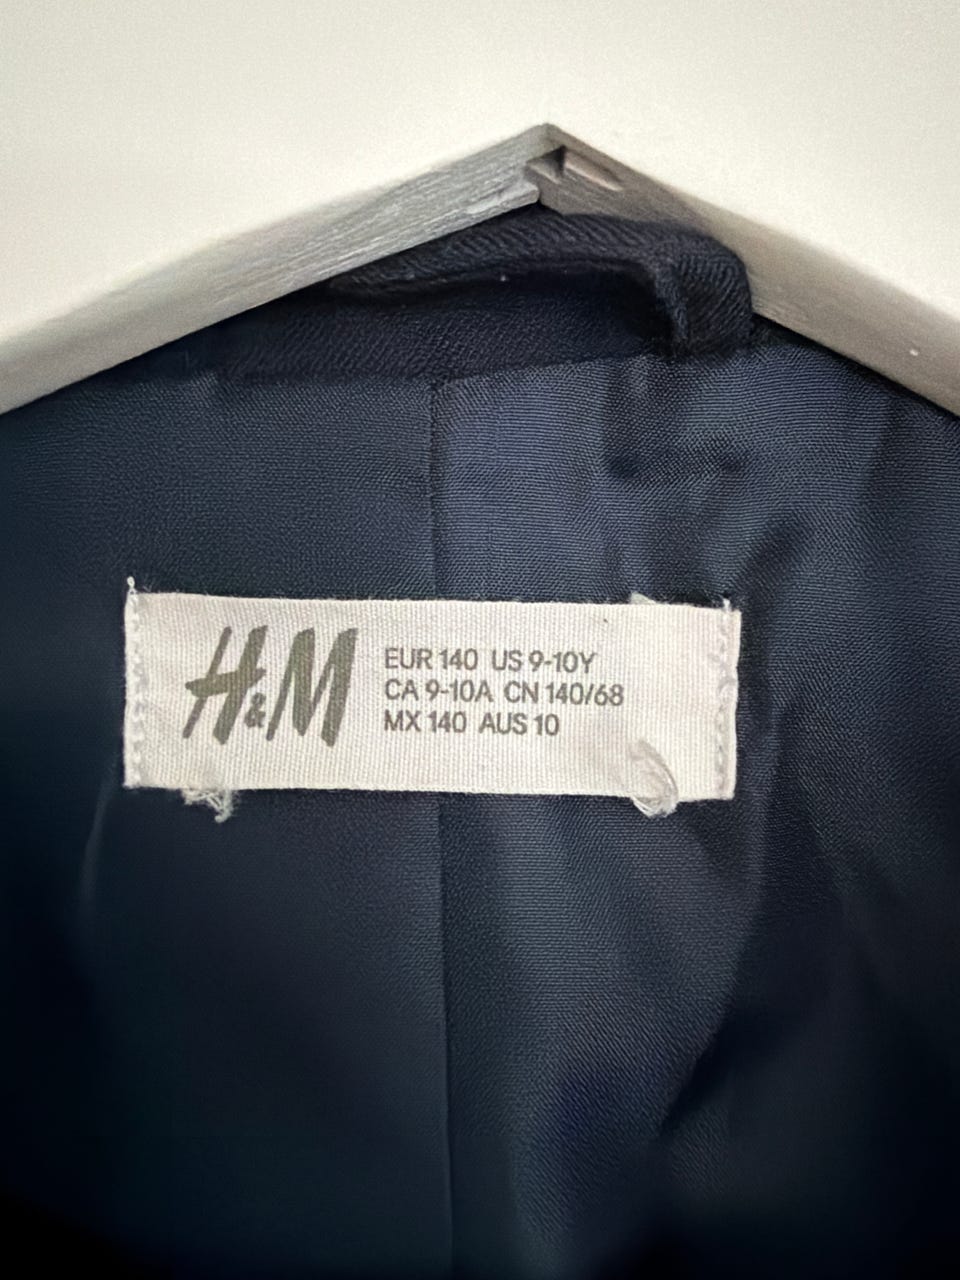 H&M
EUR 140 US 9-10Y
CA 9-10A CN 140/68
MX 140 AUS 10